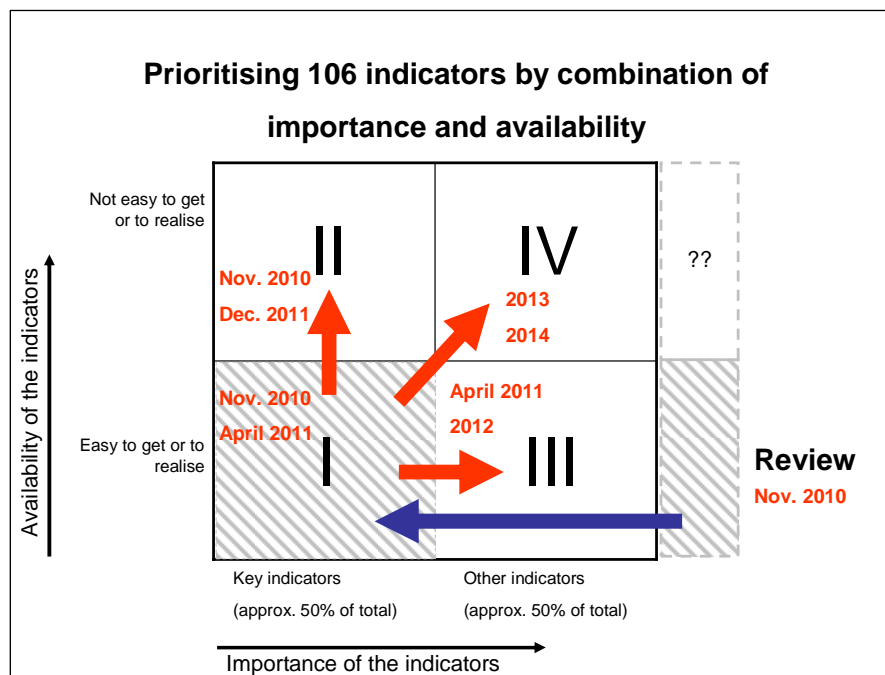 Prioritising 106 indicators by combination of
importance and availability
Not easy to get
or to realise
II
IV
??
Nov. 2010
Dec. 2011
2013
2014
Availability of the indicators
Nov. 2010
April 2011
April 2011
2012
Easy to get or to
realise
I
III
Review
Nov. 2010
Key indicators
(approx. 50% of total)
Other indicators
(approx. 50% of total)
Importance of the indicators